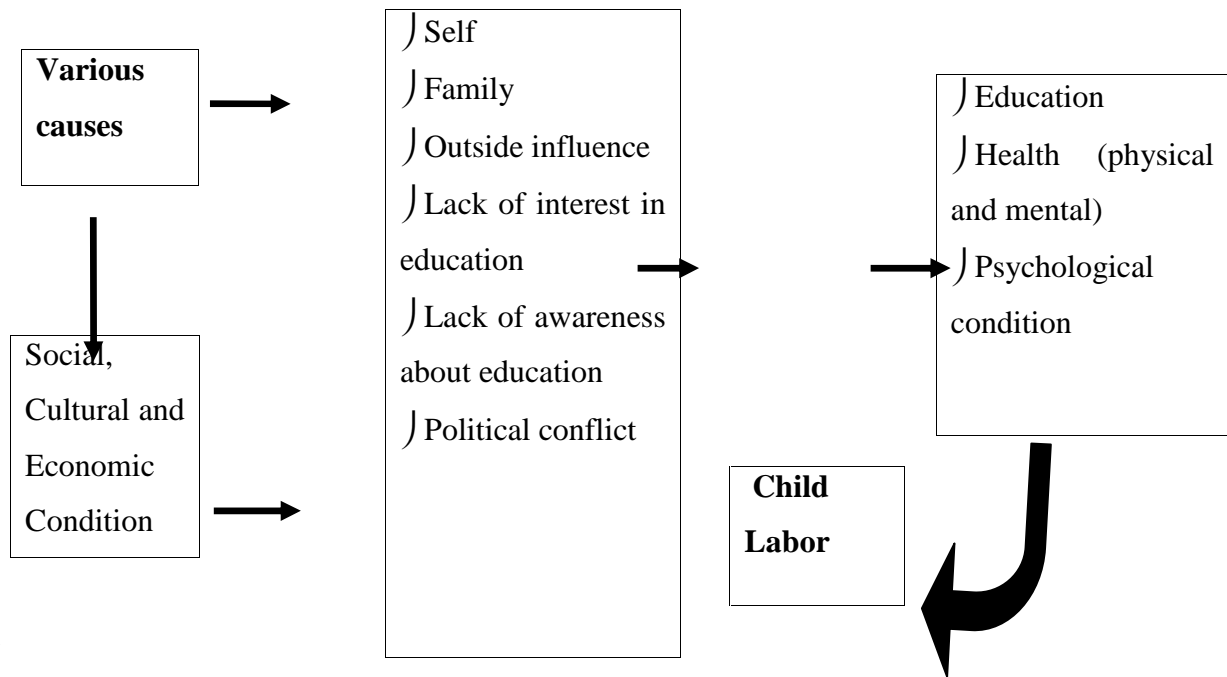 Various
causes
Social,
Cultural and
Economic
Condition
Self
Family
Outside influence
Lack of interest in
education
Lack of awareness
about education
Political conflict
Child
Labor
Education
Health (physical
and mental)
Psychological
condition